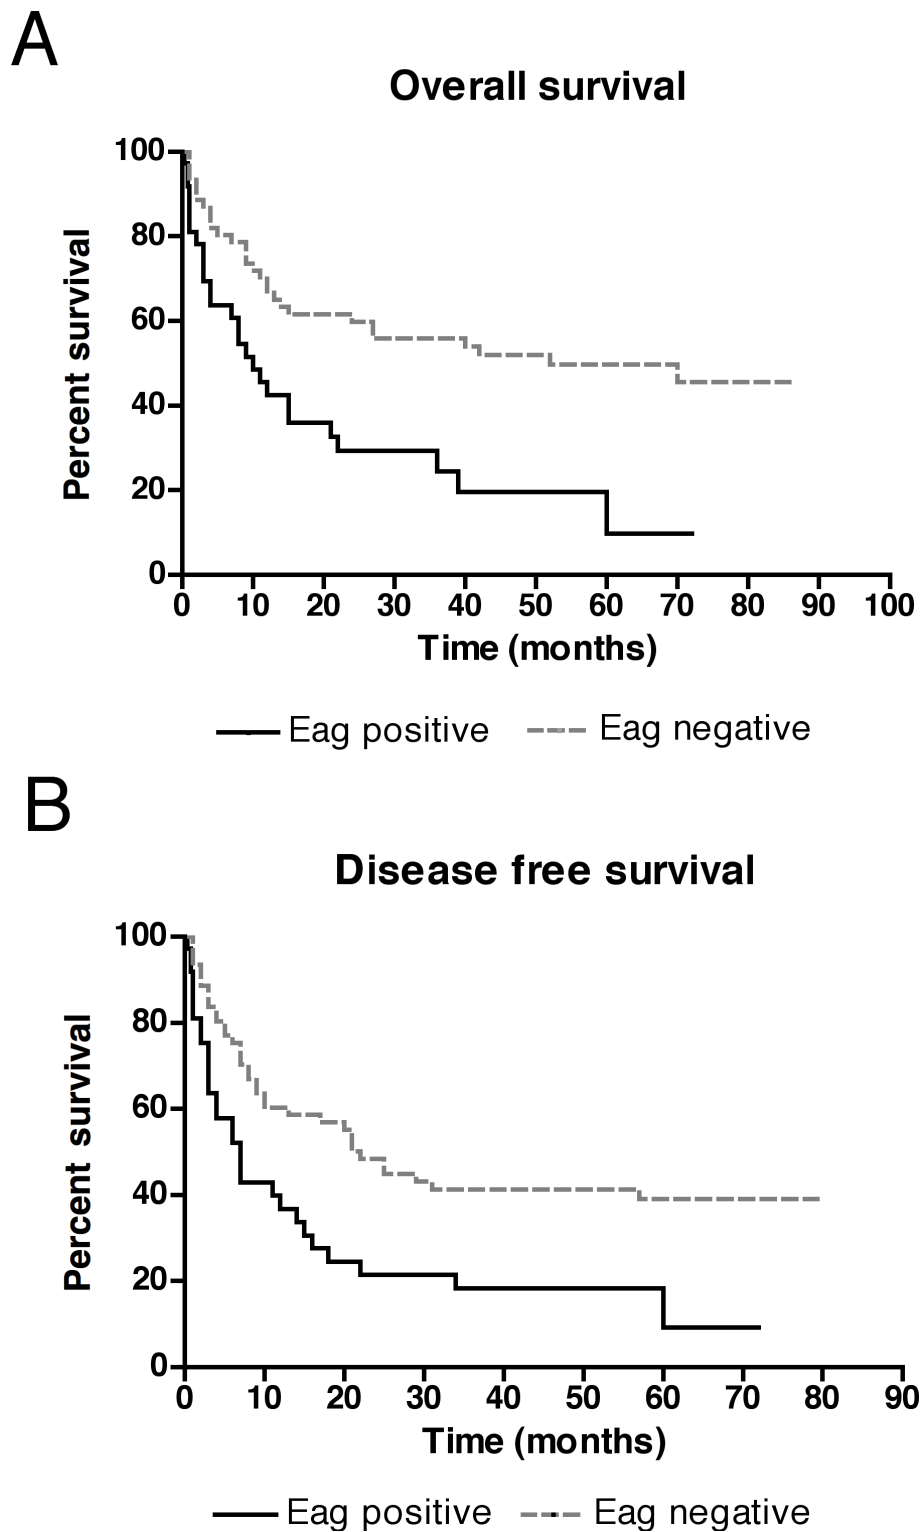 A
Overall survival
100
80
60
40
20
0
Percent survival
0 10 20 30 40 50 60 70 80 90 100
Time (months)
Eag positive Eag negative
B
Disease free survival
100
80
60
40
20
0
Percent survival
0 10 20 30 40 50 60 70 80 90
Time (months)
Eag positive Eag negative